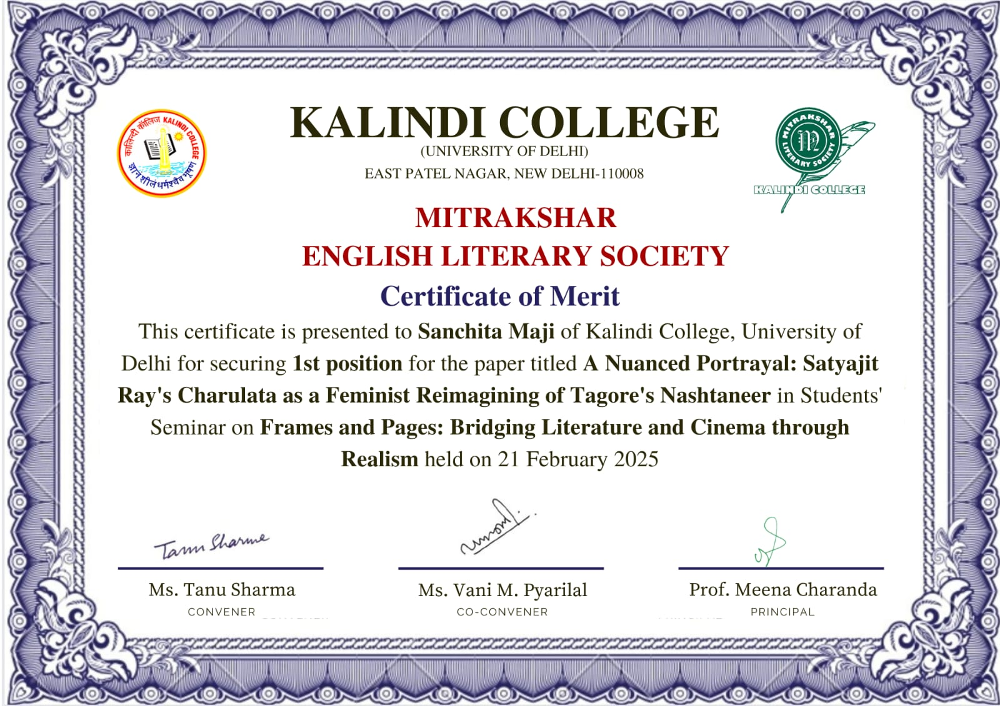 KALINDI COLLEGE
(UNIVERSITY OF DELHI)
EAST PATEL NAGAR, NEW DELHI-110008
कालिन्दी कॉलिज KALINDI COLLEGE
ज्ञानं शीलं धर्मश्चैव भूषणं
MITRAKSHAR
LITERARY SOCIETY
KALINDI COLLEGE
MITRAKSHAR
ENGLISH LITERARY SOCIETY
Certificate of Merit
This certificate is presented to Sanchita Maji of Kalindi College, University of
Delhi for securing 1st position for the paper titled A Nuanced Portrayal: Satyajit
Ray's Charulata as a Feminist Reimagining of Tagore's Nashtaneer in Students'
Seminar on Frames and Pages: Bridging Literature and Cinema through
Realism held on 21 February 2025
Tanu Sharma
Ms. Tanu Sharma
CONVENER
Ms. Vani M. Pyarilal
CO-CONVENER
Prof. Meena Charanda
PRINCIPAL